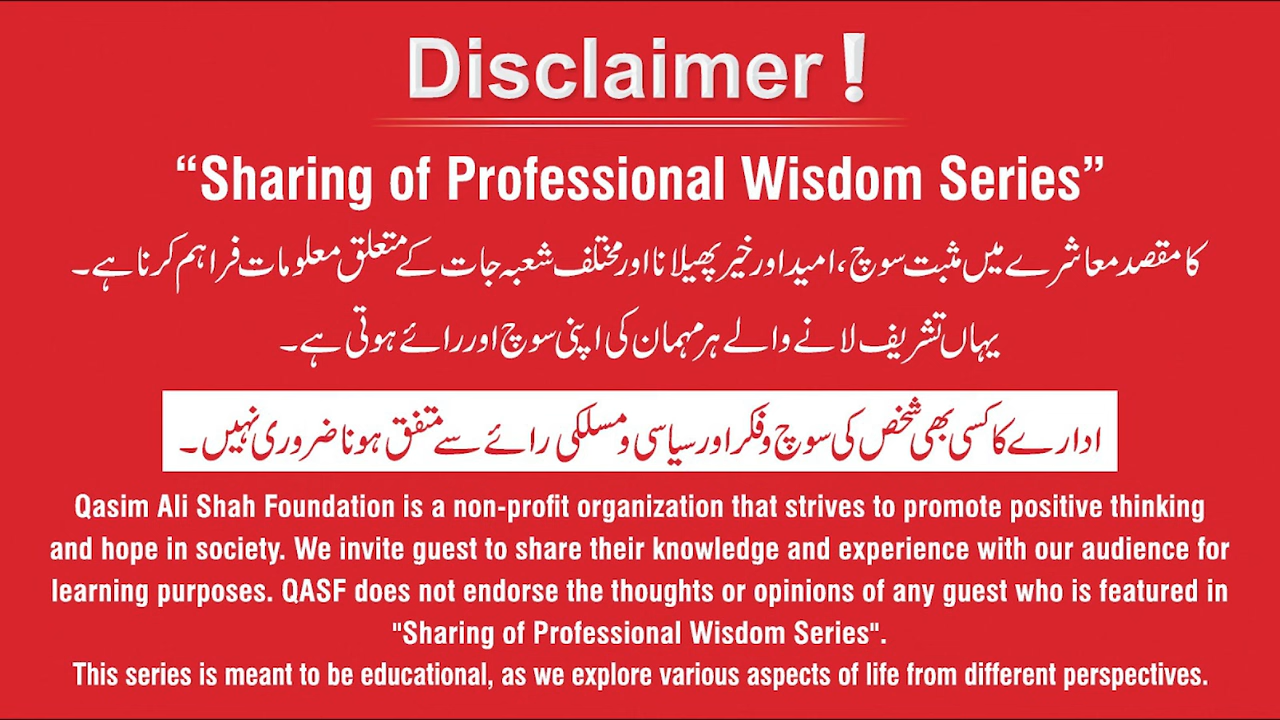 Disclaimer!
“Sharing of Professional Wisdom Series”
کا مقصد معاشرے میں مثبت سوچ، امید اور خیر پھیلانا اور مختلف شعبہ جات کے متعلق معلومات فراہم کرنا ہے۔
یہاں تشریف لانے والے ہر مہمان کی اپنی سوچ اور رائے ہوتی ہے۔
ادارے کا کسی بھی شخص کی سوچ و فکر اور سیاسی و مسلکی رائے سے متفق ہونا ضروری نہیں۔
Qasim Ali Shah Foundation is a non-profit organization that strives to promote positive thinking
and hope in society. We invite guest to share their knowledge and experience with our audience for
learning purposes. QASF does not endorse the thoughts or opinions of any guest who is featured in
"Sharing of Professional Wisdom Series".
This series is meant to be educational, as we explore various aspects of life from different perspectives.